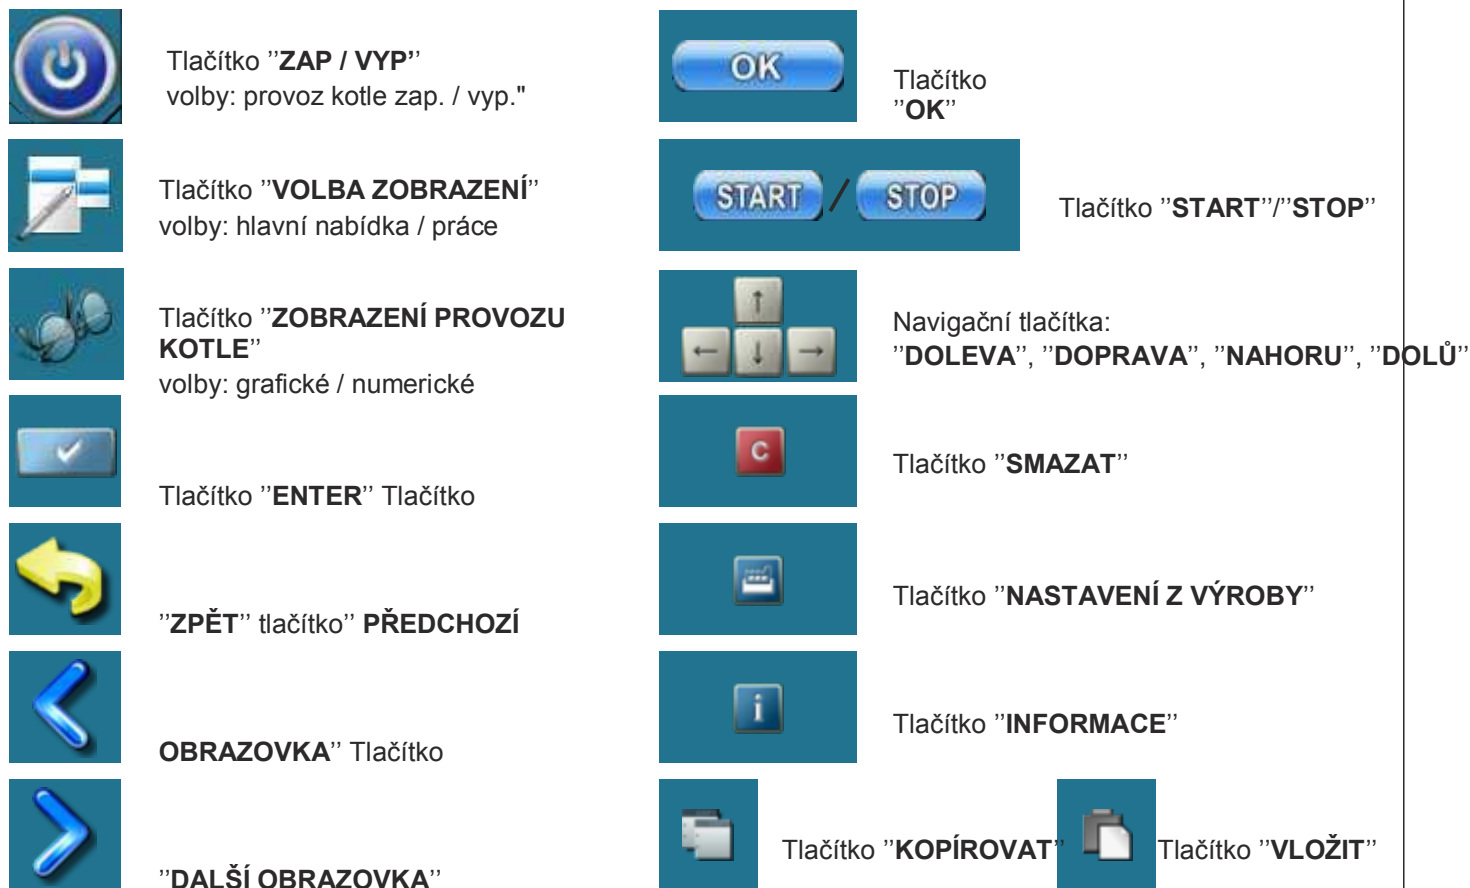 Tlačítko ’’ZAP / VYP’’
volby: provoz kotle zap. / vyp."
Tlačítko ’’VOLBA ZOBRAZENÍ’’
volby: hlavní nabídka / práce
Tlačítko ’’ZOBRAZENÍ PROVOZU
KOTLE’’
volby: grafické / numerické
Tlačítko ’’ENTER’’ Tlačítko
’’ZPĚT’’ tlačítko’’ PŘEDCHOZÍ
OBRAZOVKA’’ Tlačítko
’’DALŠÍ OBRAZOVKA’’
OK
Tlačítko
’’OK’’
START / STOP
Tlačítko ’’START’’/’’STOP’’
↑
← ↓ →
Navigační tlačítka:
’’DOLEVA’’, ’’DOPRAVA’’, ’’NAHORU’’, ’’DOLŮ’’
C
Tlačítko ’’SMAZAT’’
Tlačítko ’’NASTAVENÍ Z VÝROBY’’
i
Tlačítko ’’INFORMACE’’
Tlačítko ’’KOPÍROVAT’’ Tlačítko ’’VLOŽIT’’